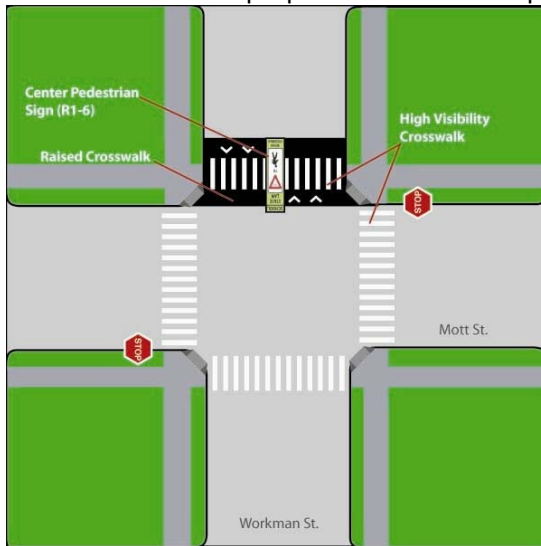 Center Pedestrian
Sign (R1-6)
High Visibility
Crosswalk
Raised Crosswalk
STOP
STOP
Mott St.
Workman St.